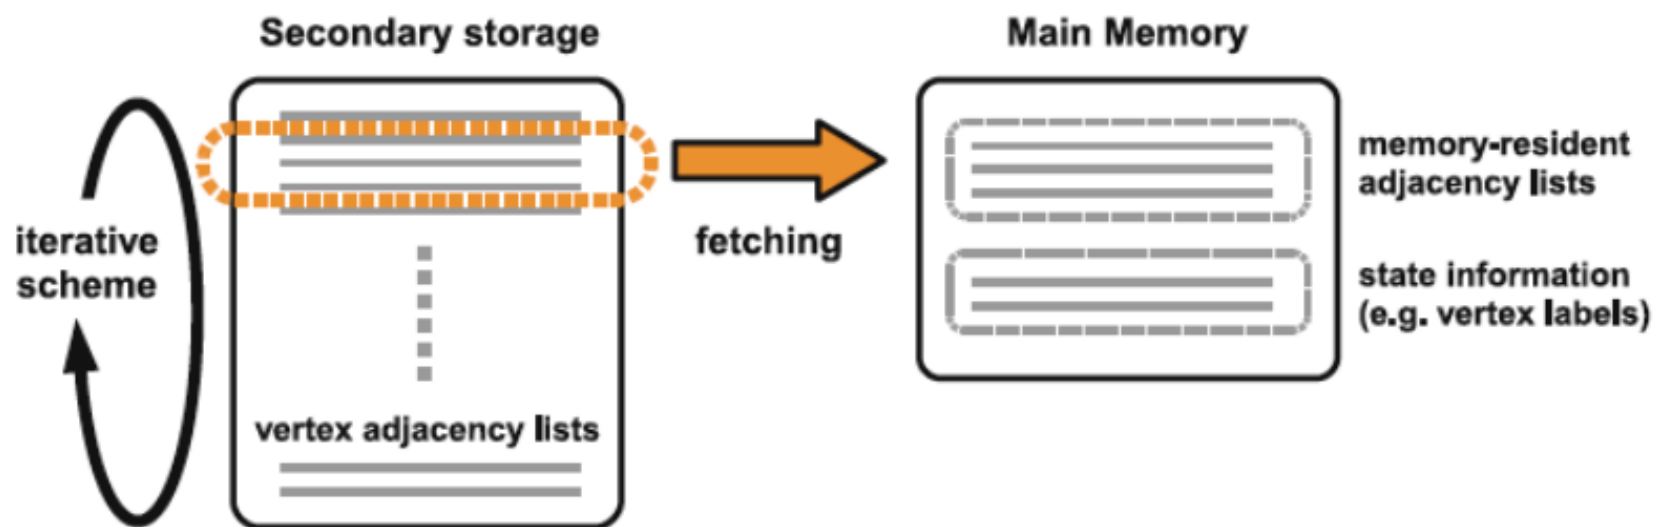 Secondary storage
Main Memory
iterative
scheme
fetching
memory-resident
adjacency lists
state information
(e.g. vertex labels)
vertex adjacency lists